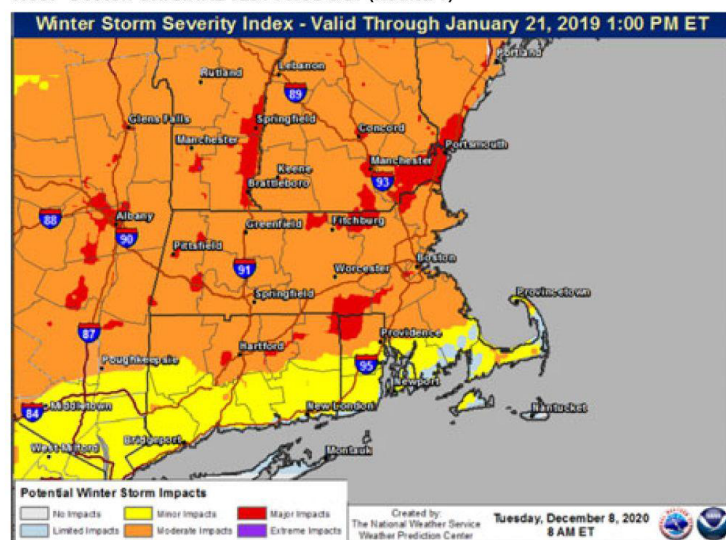 Winter Storm Severity Index - Valid Through January 21, 2019 1:00 PM ET
Portland
Lebanon
Rutland
89
Glens Falls
Springfield
Concord
Manchester
Portsmouth
Keene
Manchester
93
Brattleboro
88
Albany
Greenfield
Fitchburg
90
Pittsfield
91
Boston
Worcester
Springfield
Provincetown
87
Providence
Hartford
Poughkeepsie
95
Newport
84
Middletown
New London
Nantucket
West Milford
Bridgeport
Montauk
Potential Winter Storm Impacts
No Impacts
Minor Impacts
Major Impacts
Limited Impacts
Moderate Impacts
Extreme Impacts
Created by:
The National Weather Service
Weather Prediction Center
Tuesday, December 8, 2020
8 AM ET
NOAA